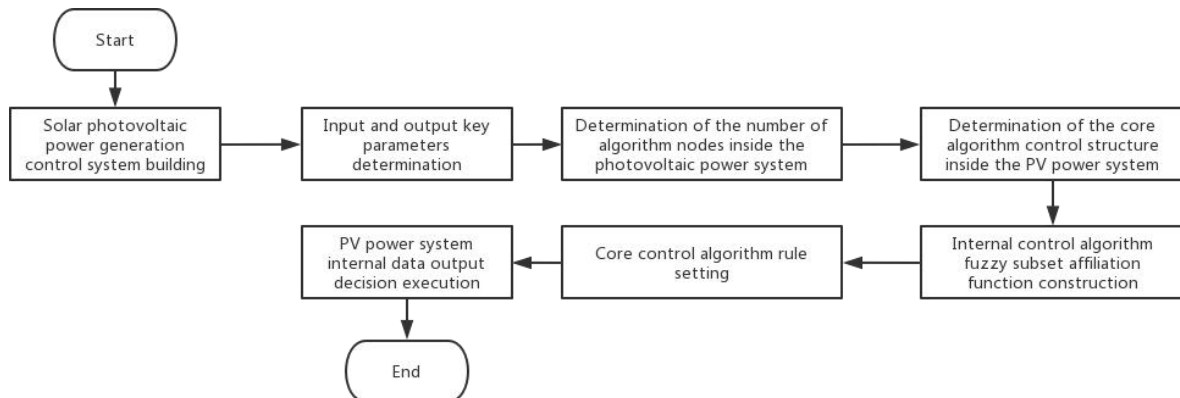 Start
Solar photovoltaic
power generation
control system building
Input and output key
parameters
determination
Determination of the number of
algorithm nodes inside the
photovoltaic power system
Determination of the core
algorithm control structure
inside the PV power system
Internal control algorithm
fuzzy subset affiliation
function construction
Core control algorithm rule
setting
PV power system
internal data output
decision execution
End